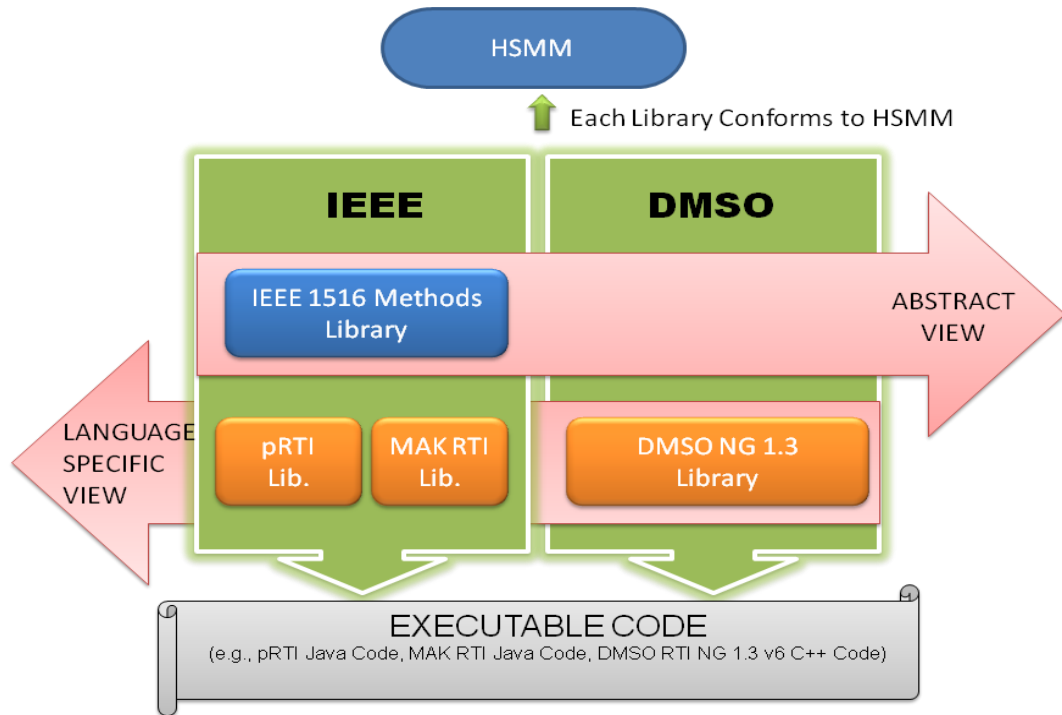 HSMM
Each Library Conforms to HSMM
IEEE
DMSO
IEEE 1516 Methods
Library
ABSTRACT
VIEW
LANGUAGE
SPECIFIC
VIEW
pRTI
Lib.
MAK RTI
Lib.
DMSO NG 1.3
Library
EXECUTABLE CODE
(e.g., pRTI Java Code, MAK RTI Java Code, DMSO RTI NG 1.3 v6 C++ Code)